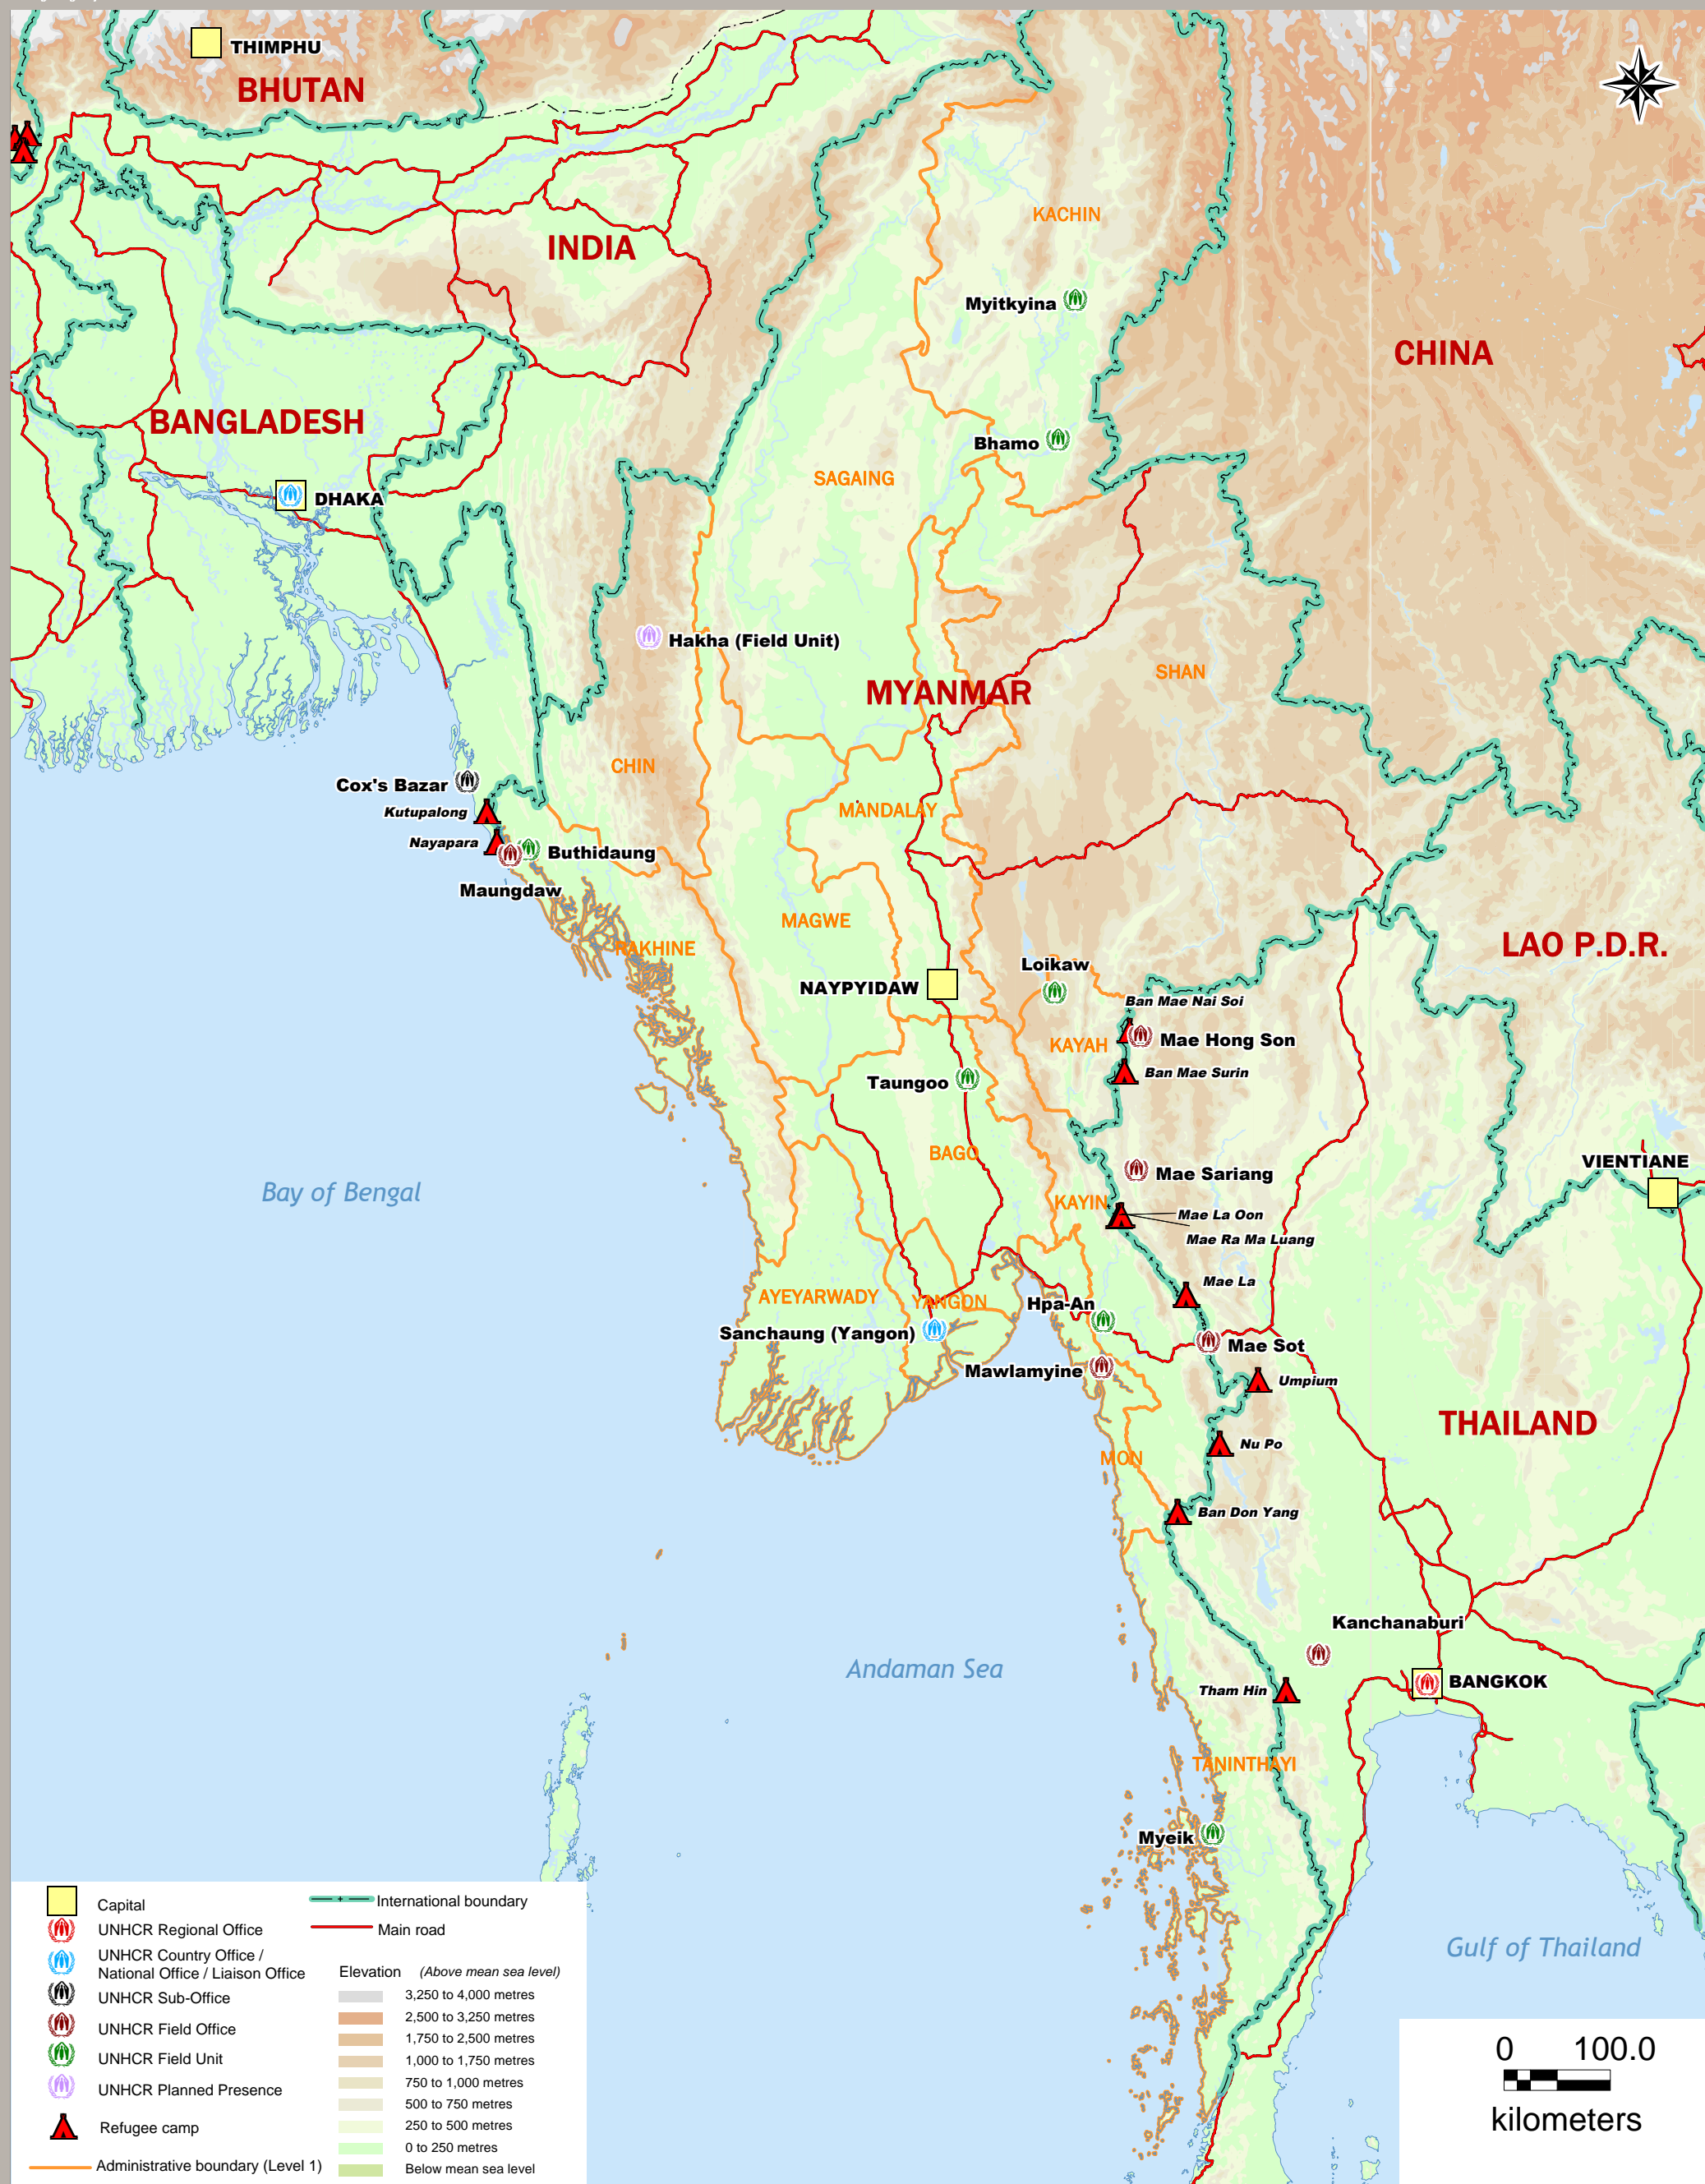 THIMPHU
BHUTAN
INDIA
KACHIN
Myitkyina
CHINA
BANGLADESH
Bhamo
SAGAING
DHAKA
Hakha (Field Unit)
SHAN
MYANMAR
CHIN
Cox's Bazar
MANDALAY
Kutupalong
Nayapara
Buthidaung
Maungdaw
MAGWE
RAKHINE
LAO P.D.R.
Loikaw
NAYPYIDAW
Ban Mae Nai Soi
Mae Hong Son
KAYAH
Ban Mae Surin
Taungoo
BAGO
VIENTIANE
Mae Sariang
Bay of Bengal
KAYIN
Mae La Oon
Mae Ra Ma Luang
Mae La
AYEYARWADY
YANGON
Hpa-An
Sanchaung (Yangon)
Mae Sot
Mawlamyine
Umpium
THAILAND
Nu Po
MON
Ban Don Yang
Kanchanaburi
Andaman Sea
BANGKOK
Tham Hin
TANINTHAYI
Myeik
Gulf of Thailand
Capital
UNHCR Regional Office
UNHCR Country Office /
National Office / Liaison Office
UNHCR Sub-Office
UNHCR Field Office
UNHCR Field Unit
UNHCR Planned Presence
Refugee camp
Administrative boundary (Level 1)
International boundary
Main road
Elevation (Above mean sea level)
3,250 to 4,000 metres
2,500 to 3,250 metres
1,750 to 2,500 metres
1,000 to 1,750 metres
750 to 1,000 metres
500 to 750 metres
250 to 500 metres
0 to 250 metres
Below mean sea level
0 100.0
kilometers